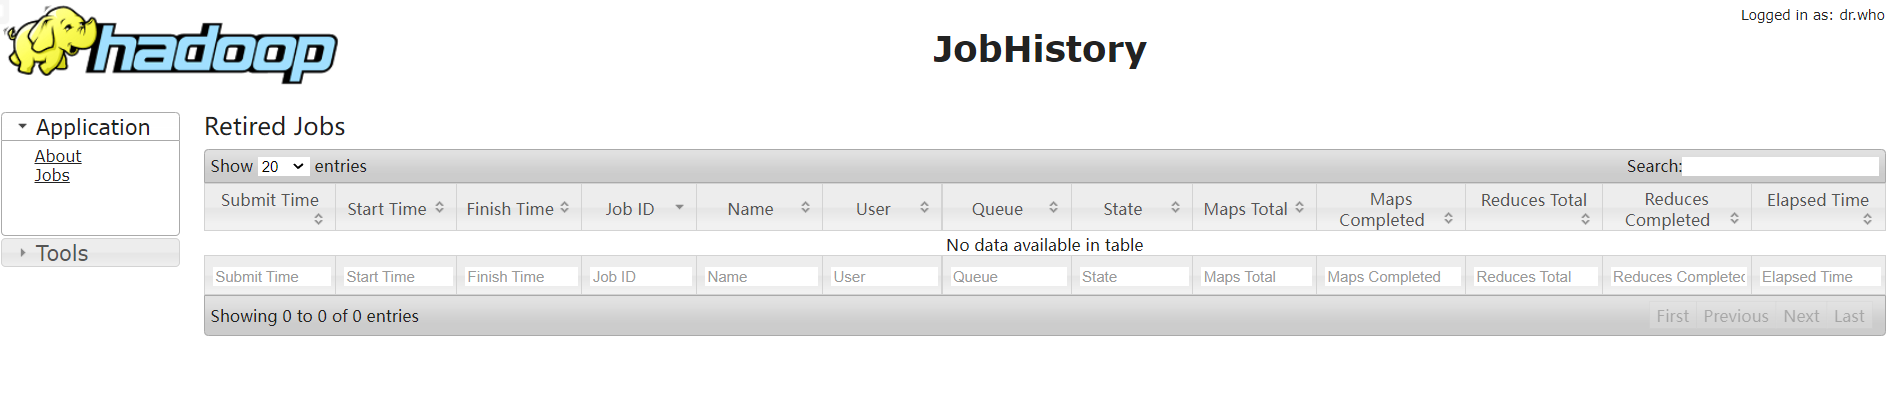 Logged in as: dr.who
hadoop
JobHistory
Application
About
Jobs
Tools
Retired Jobs
Show 20 entries
Search:
Submit Time Start Time Finish Time Job ID Name User Queue State Maps Total Maps Completed Reduces Total Reduces Completed Elapsed Time
No data available in table
Submit Time Start Time Finish Time Job ID Name User Queue State Maps Total Maps Completed Reduces Total Reduces Completed Elapsed Time
Showing 0 to 0 of 0 entries
First Previous Next Last